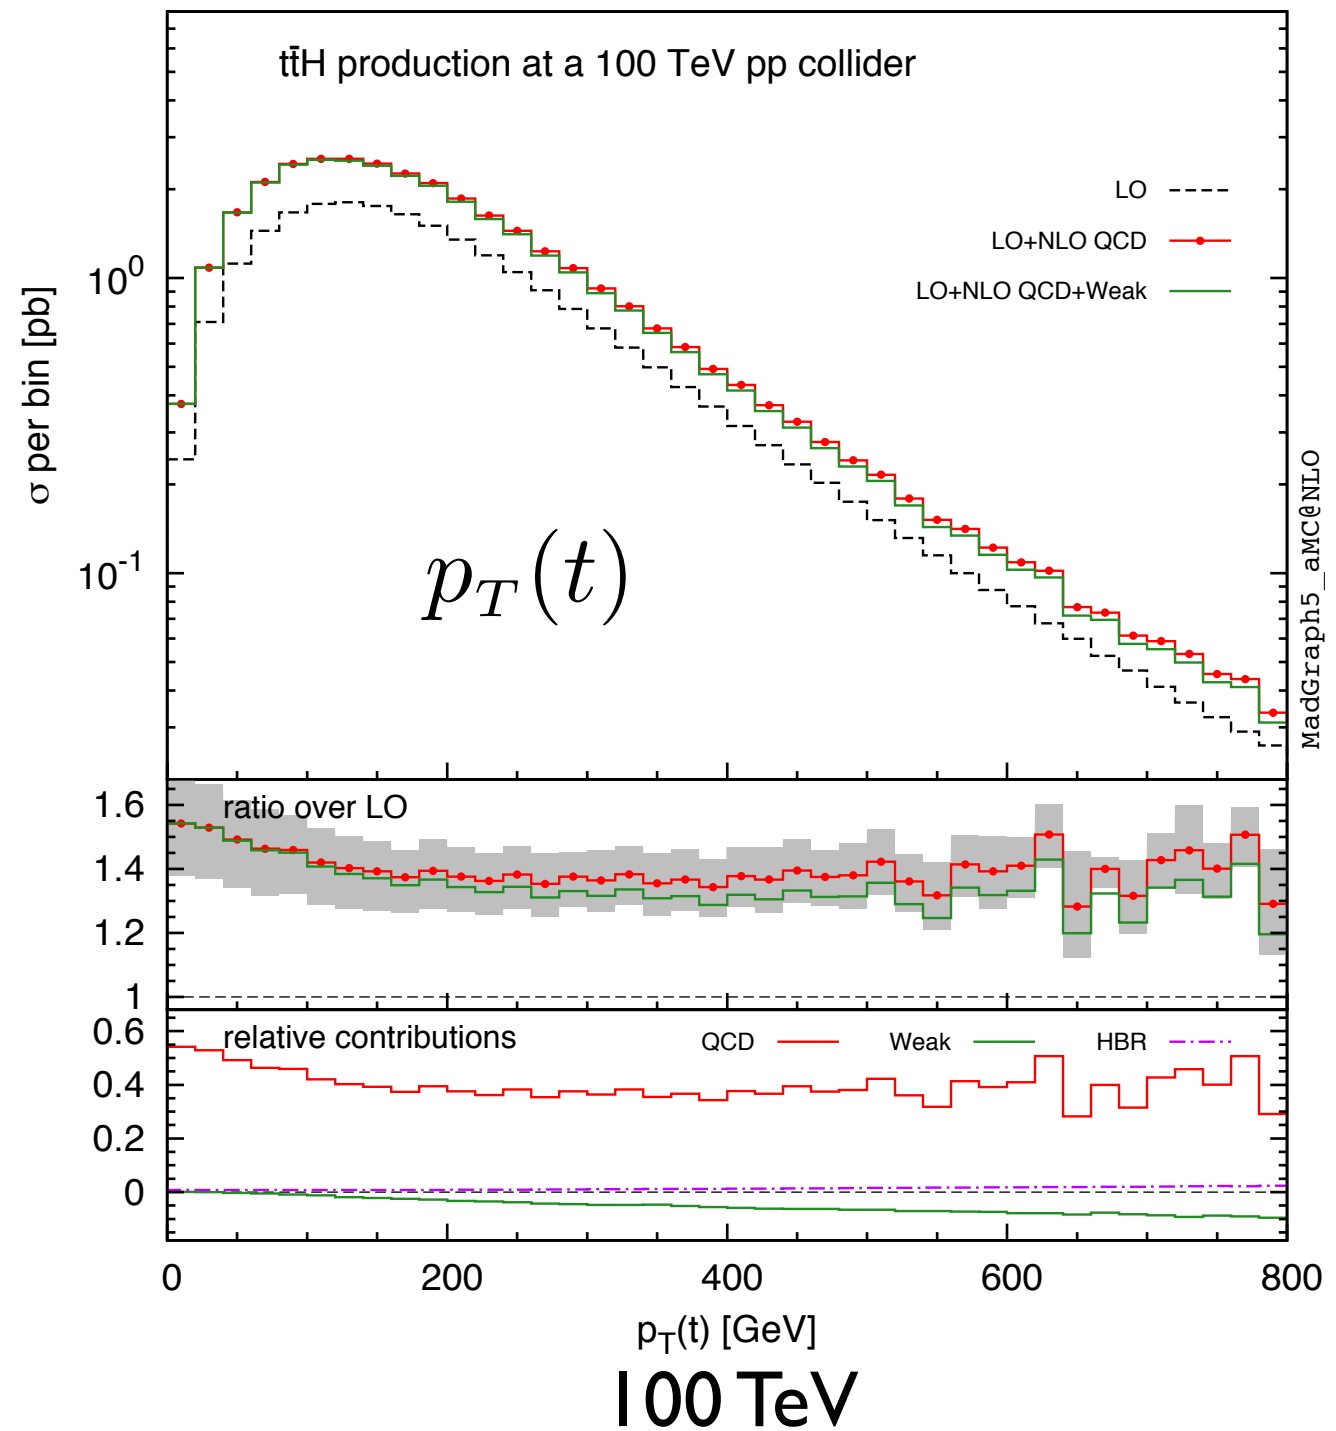 tt̄H production at a 100 TeV pp collider
LO
LO+NLO QCD
LO+NLO QCD+Weak
10^0
10^-1
σ per bin [pb]
p_T(t)
MadGraph5_aMC@NLO
ratio over LO
1.6
1.4
1.2
1
relative contributions
QCD
Weak
HBR
0.6
0.4
0.2
0
0 200 400 600 800
p_T(t) [GeV]
100 TeV